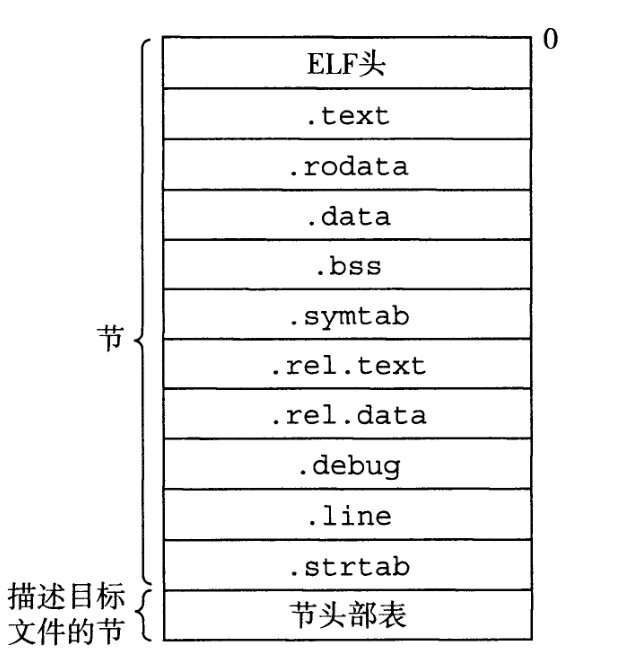 0
ELF头
.text
.rodata
.data
.bss
.symtab
节
.rel.text
.rel.data
.debug
.line
.strtab
描述目标
文件的节
节头部表